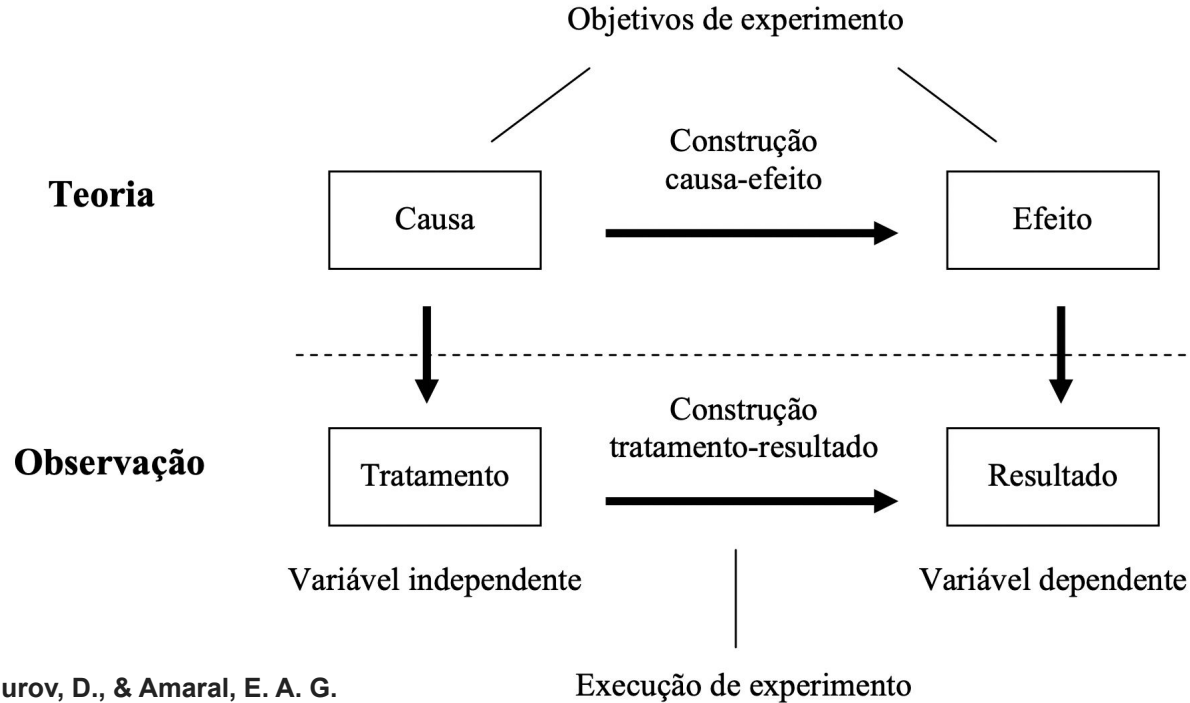 Objetivos de experimento
Construção
causa-efeito
Teoria
Causa
Efeito
Construção
tratamento-resultado
Observação
Tratamento
Resultado
Variável independente
Variável dependente
urov, D., & Amaral, E. A. G.
Execução de experimento